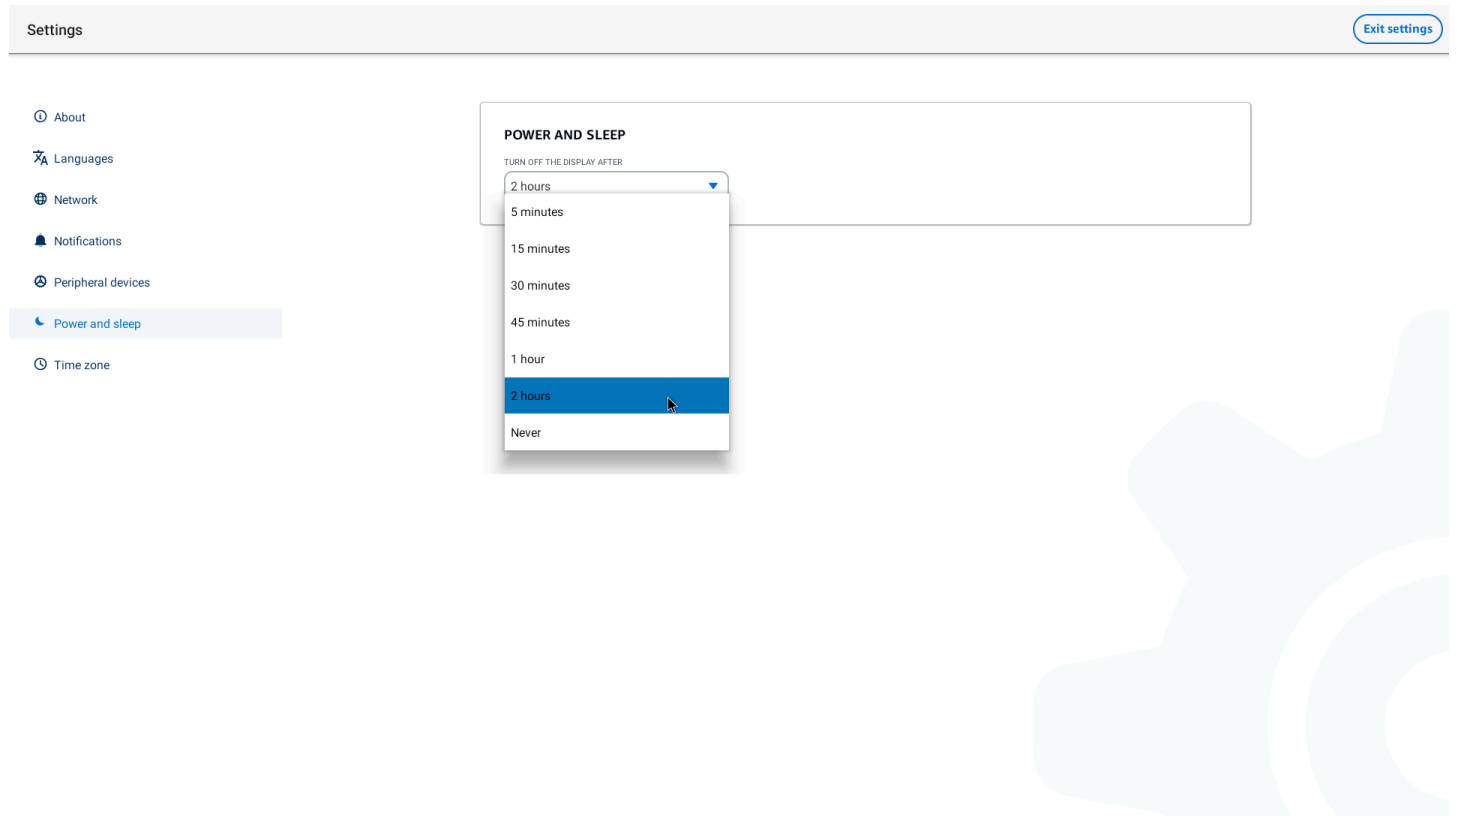 Settings
Exit settings
About
Languages
Network
Notifications
Peripheral devices
Power and sleep
Time zone
POWER AND SLEEP
TURN OFF THE DISPLAY AFTER
2 hours
5 minutes
15 minutes
30 minutes
45 minutes
1 hour
2 hours
Never